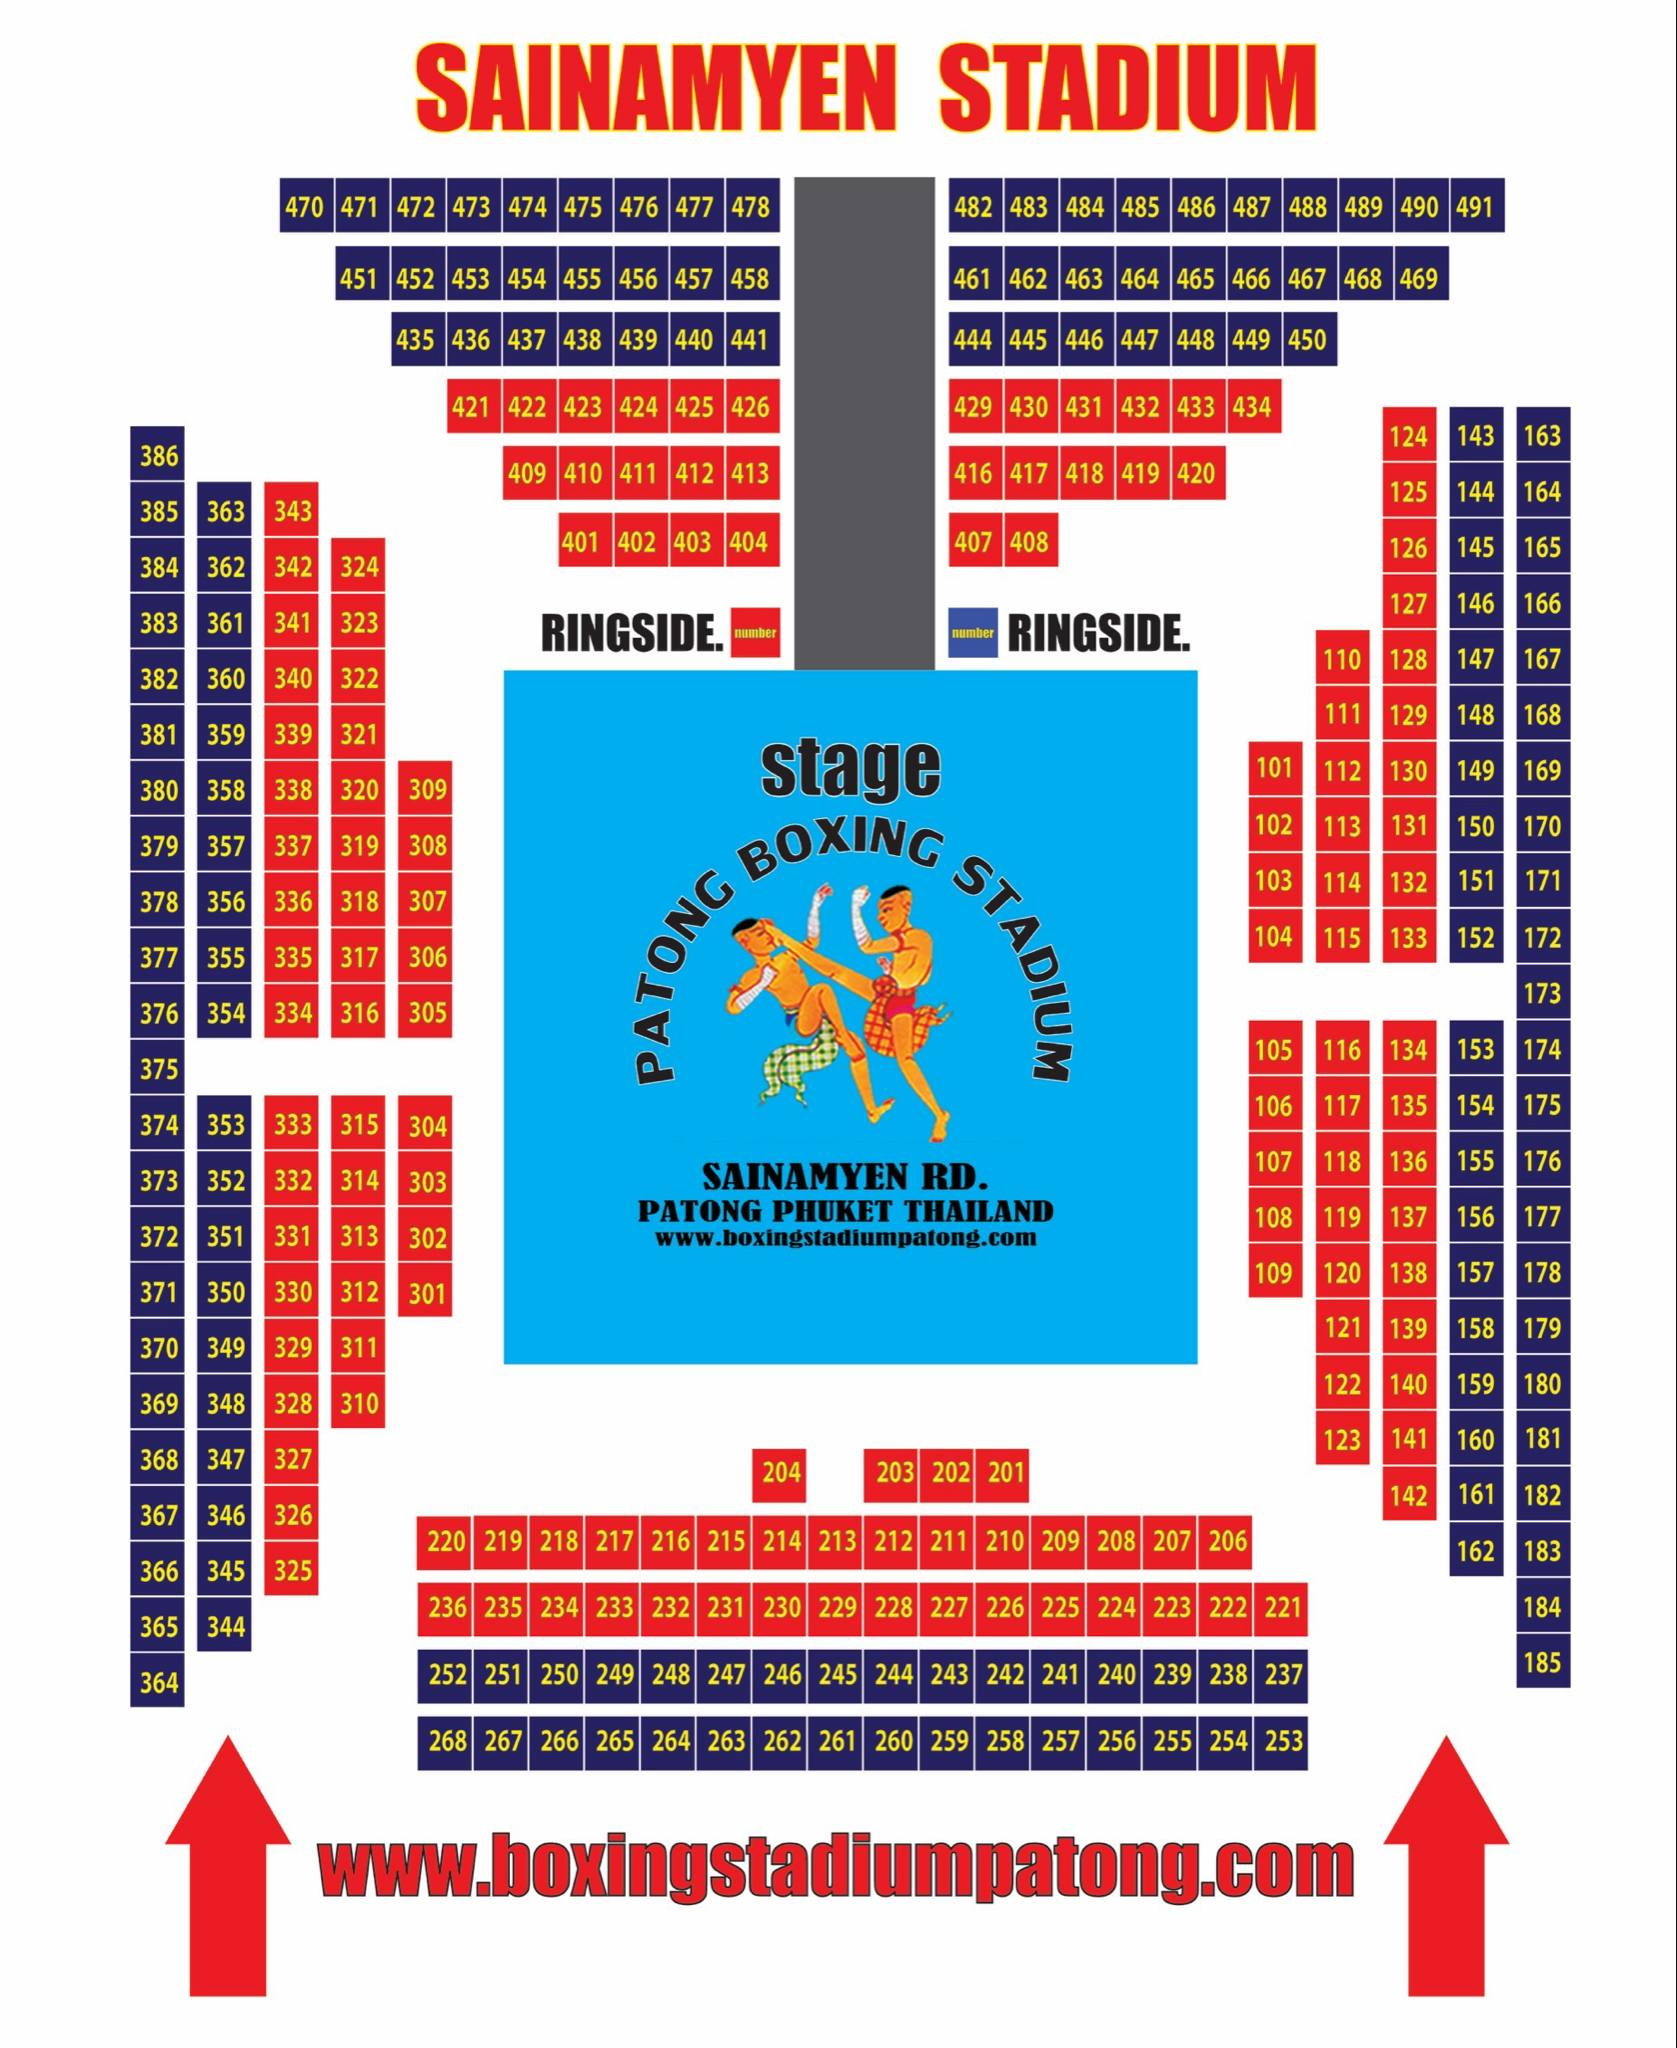 SAINAMYEN STADIUM
470 471 472 473 474 475 476 477 478 482 483 484 485 486 487 488 489 490 491
451 452 453 454 455 456 457 458 461 462 463 464 465 466 467 468 469
435 436 437 438 439 440 441 444 445 446 447 448 449 450
421 422 423 424 425 426 429 430 431 432 433 434
409 410 411 412 413 416 417 418 419 420
401 402 403 404 407 408
RINGSIDE. number number RINGSIDE.
386
385 363 343
384 362 342 324
383 361 341 323
382 360 340 322
381 359 339 321
380 358 338 320 309
379 357 337 319 308
378 356 336 318 307
377 355 335 317 306
376 354 334 316 305
375
374 353 333 315 304
373 352 332 314 303
372 351 331 313 302
371 350 330 312 301
370 349 329 311
369 348 328 310
368 347 327
367 346 326
366 345 325
365 344
364
stage
PATONG BOXING STADIUM
SAINAMYEN RD.
PATONG PHUKET THAILAND
www.boxingstadiumpatong.com
124 143 163
125 144 164
126 145 165
127 146 166
110 128 147 167
111 129 148 168
101 112 130 149 169
102 113 131 150 170
103 114 132 151 171
104 115 133 152 172
173
105 116 134 153 174
106 117 135 154 175
107 118 136 155 176
108 119 137 156 177
109 120 138 157 178
121 139 158 179
122 140 159 180
123 141 160 181
142 161 182
162 183
184
185
204 203 202 201
220 219 218 217 216 215 214 213 212 211 210 209 208 207 206
236 235 234 233 232 231 230 229 228 227 226 225 224 223 222 221
252 251 250 249 248 247 246 245 244 243 242 241 240 239 238 237
268 267 266 265 264 263 262 261 260 259 258 257 256 255 254 253
www.boxingstadiumpatong.com